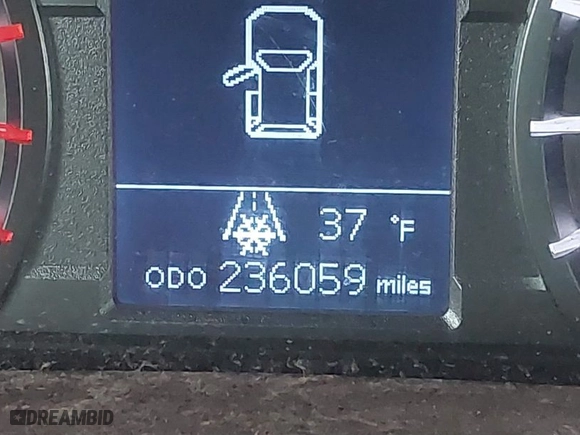 37 °F
ODO 236059 miles
DREAMBID